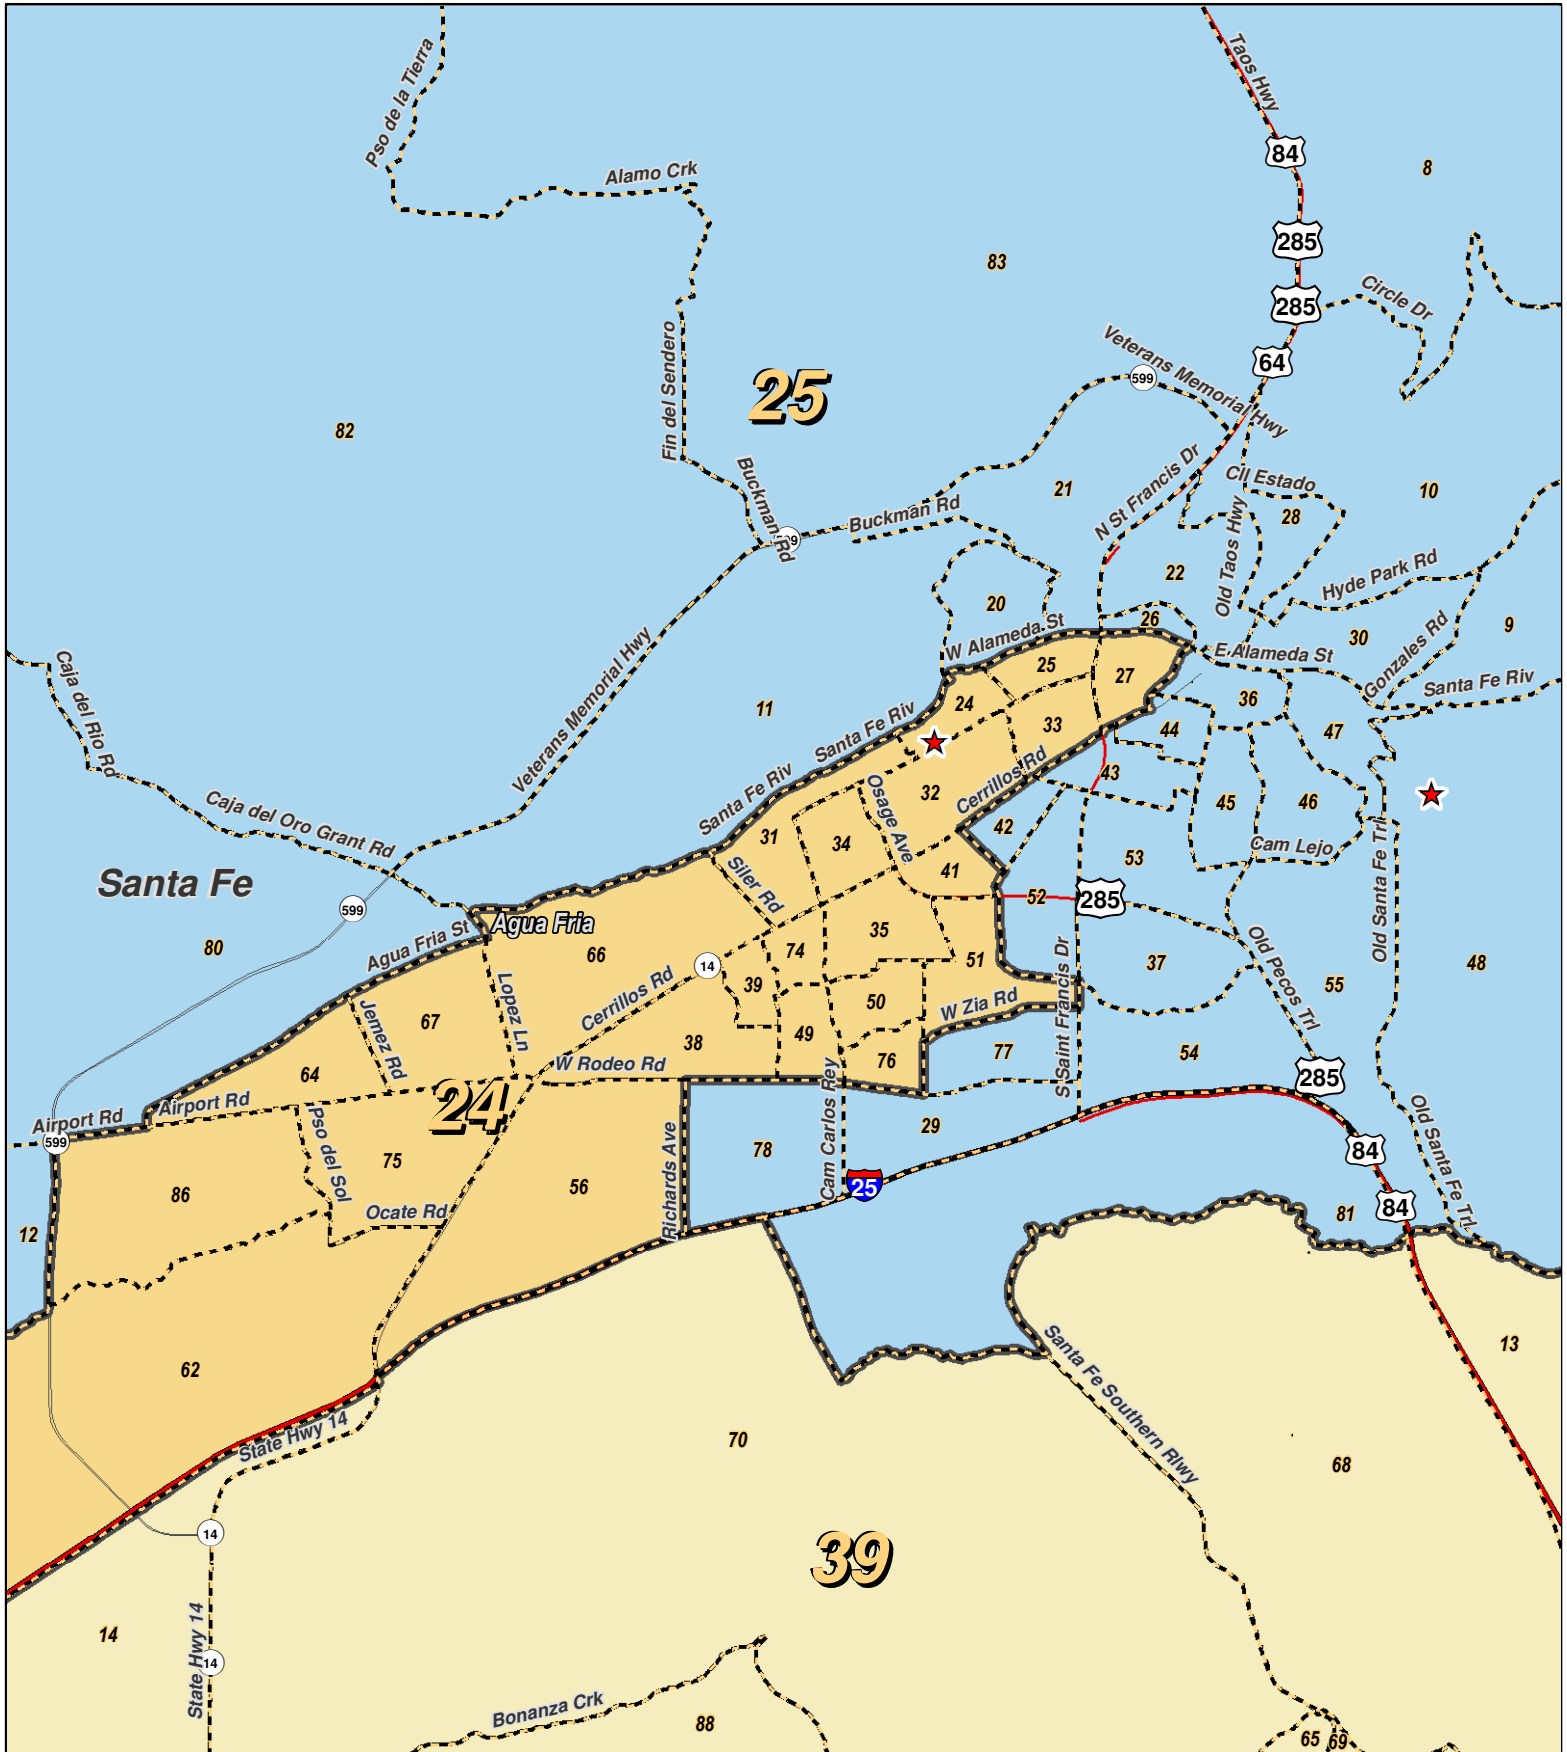 Pso de la Tierra
Taos Hwy
84
8
Alamo Crk
285
83
285
Circle Dr
Fin del Sendero
Veterans Memorial Hwy
64
599
25
82
Buckman Rd
N St Francis Dr
Cll Estado
21
10
Buckman Rd
28
Old Taos Hwy
22
Hyde Park Rd
20
26
W Alameda St
30
9
E Alameda St
Gonzales Rd
Caja del Rio Rd
Veterans Memorial Hwy
25
27
Santa Fe Riv
36
24
11
Santa Fe Riv
33
44
47
Santa Fe Riv
43
Cerrillos Rd
32
45
46
Osage Ave
Caja del Oro Grant Rd
31
34
42
Cam Lejo
53
Old Santa Fe Trl
Santa Fe
Siler Rd
41
52
285
599
Agua Fria
Agua Fria St
35
Old Pecos Trl
80
66
74
51
37
48
14
Lopez Ln
Cerrillos Rd
39
50
W Zia Rd
S Saint Francis Dr
55
67
Jemez Rd
49
38
77
54
W Rodeo Rd
76
64
Cam Carlos Rey
285
Airport Rd
Airport Rd
24
599
Pso del Sol
29
Old Santa Fe Trl
75
78
84
Richards Ave
86
56
25
Ocate Rd
84
81
12
62
Santa Fe Southern Rlwy
13
State Hwy 14
70
68
14
39
14
State Hwy 14
14
Bonanza Crk
88
65
69